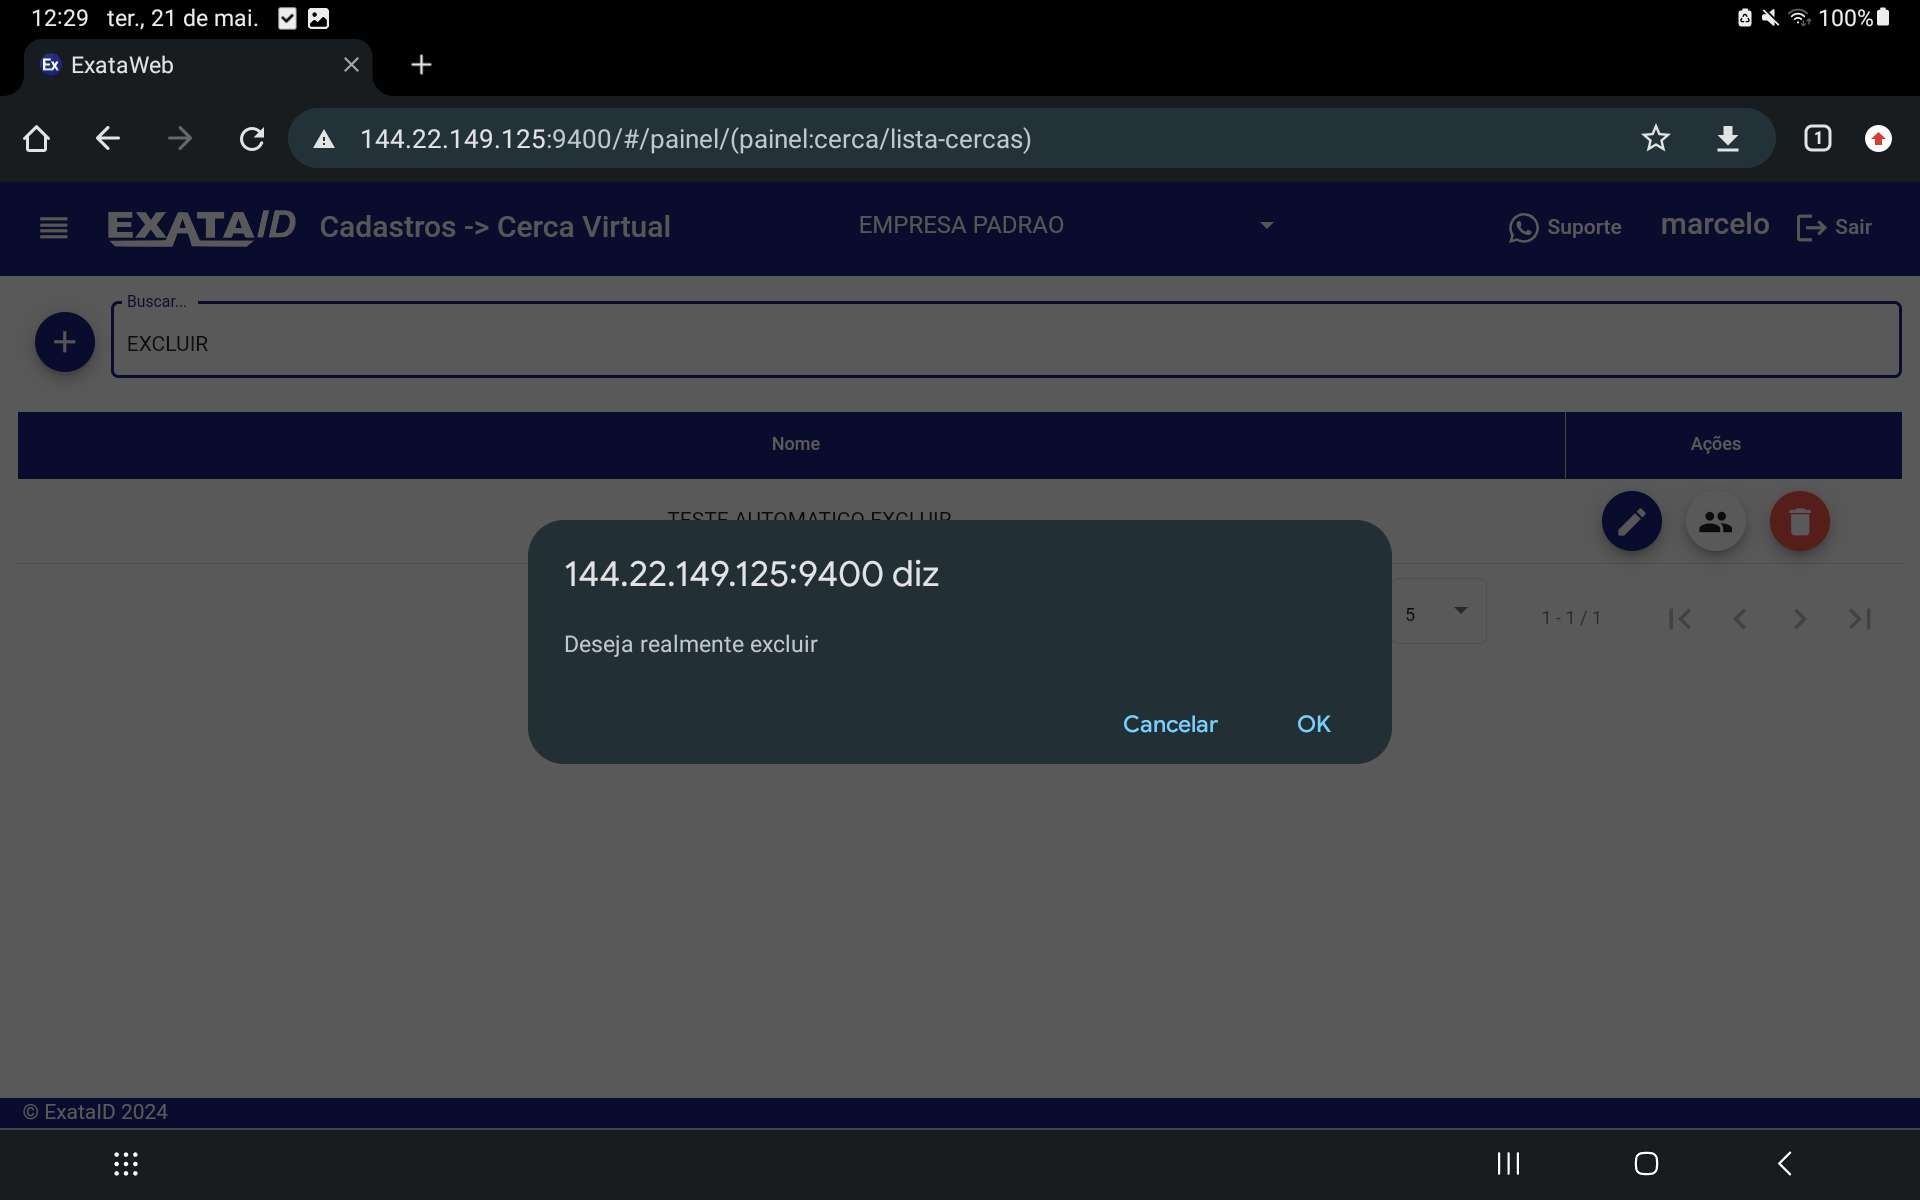 12:29 ter., 21 de mai. 100%
Ex ExataWeb
144.22.149.125:9400/#/painel/(painel:cerca/lista-cercas) 1
EXATAID Cadastros -> Cerca Virtual EMPRESA PADRAO Suporte marcelo Sair
Buscar...
EXCLUIR
Nome Ações
TESTE AUTOMATICO EXCLUIR
144.22.149.125:9400 diz
5 1 - 1 / 1
Deseja realmente excluir
Cancelar OK
© ExataID 2024